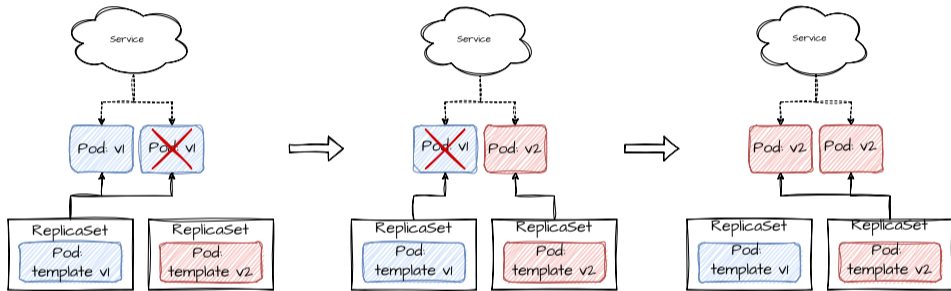 Service
Service
Service
Pod: v1
Pod: v1
Pod: v1
Pod: v2
Pod: v2
Pod: v2
ReplicaSet
Pod:
template v1
ReplicaSet
Pod:
template v2
ReplicaSet
Pod:
template v1
ReplicaSet
Pod:
template v2
ReplicaSet
Pod:
template v1
ReplicaSet
Pod:
template v2